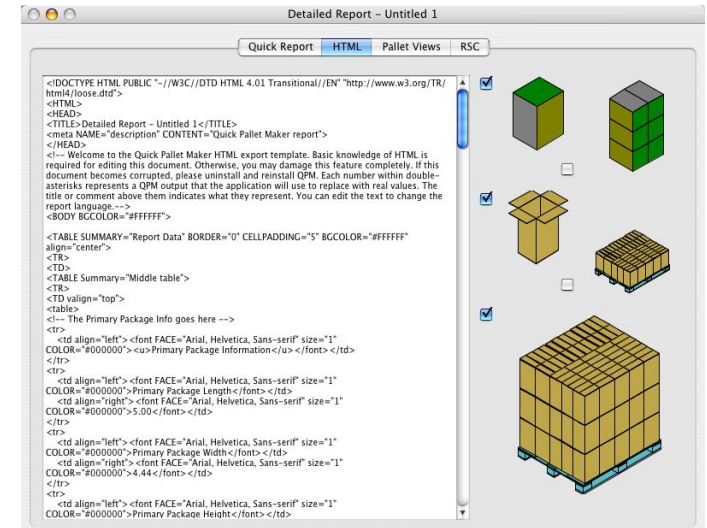 Detailed Report - Untitled 1
Quick Report HTML Pallet Views RSC
<!DOCTYPE HTML PUBLIC "-//W3C//DTD HTML 4.01 Transitional//EN" "http://www.w3.org/TR/
html4/loose.dtd">
<HTML>
<HEAD>
<TITLE>Detailed Report - Untitled 1</TITLE>
<meta NAME="description" CONTENT="Quick Pallet Maker report">
</HEAD>
<!-- Welcome to the Quick Pallet Maker HTML export template. Basic knowledge of HTML is
required for editing this document. Otherwise, you may damage this feature completely. If this
document becomes corrupted, please uninstall and reinstall QPM. Each number within double-
asterisks represents a QPM output that the application will use to replace with real values. The
title or comment above them indicates what they represent. You can edit the text to change the
report language.-->
<BODY BGCOLOR="#FFFFFF">
<TABLE SUMMARY="Report Data" BORDER="0" CELLPADDING="5" BGCOLOR="#FFFFFF"
align="center">
<TR>
<TD>
<TABLE Summary="Middle table">
<TR>
<TD valign="top">
<table>
<!-- The Primary Package Info goes here -->
<tr>
<td align="left"><font FACE="Arial, Helvetica, Sans-serif" size="1"
COLOR="#000000"><u>Primary Package Information</u></font></td>
</tr>
<tr>
<td align="left"><font FACE="Arial, Helvetica, Sans-serif" size="1"
COLOR="#000000">Primary Package Length</font></td>
<td align="right"><font FACE="Arial, Helvetica, Sans-serif" size="1"
COLOR="#000000">5.00</font></td>
</tr>
<tr>
<td align="left"><font FACE="Arial, Helvetica, Sans-serif" size="1"
COLOR="#000000">Primary Package Width</font></td>
<td align="right"><font FACE="Arial, Helvetica, Sans-serif" size="1"
COLOR="#000000">4.44</font></td>
</tr>
<tr>
<td align="left"><font FACE="Arial, Helvetica, Sans-serif" size="1"
COLOR="#000000">Primary Package Height</font></td>